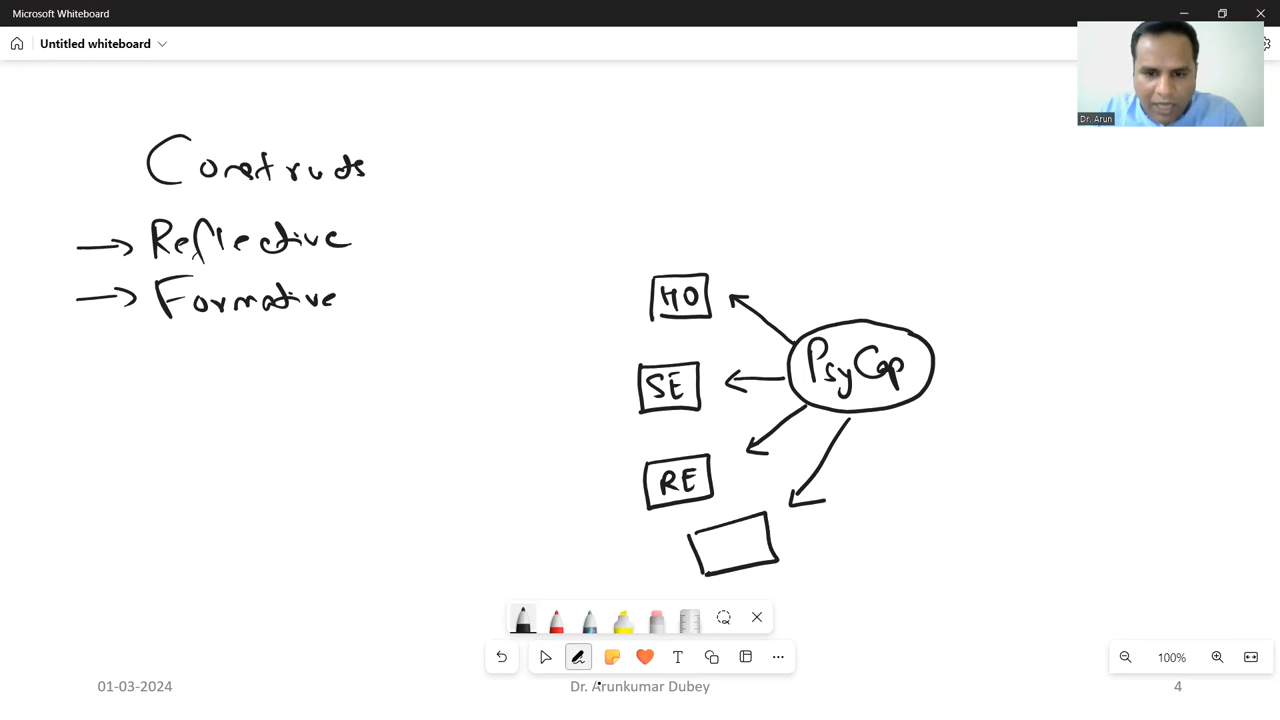 Microsoft Whiteboard
Untitled whiteboard
Dr. Arun
Constructs
→ Reflective
→ Formative
HO
SE
RE
PsyCap
100%
01-03-2024
Dr. Arunkumar Dubey
4